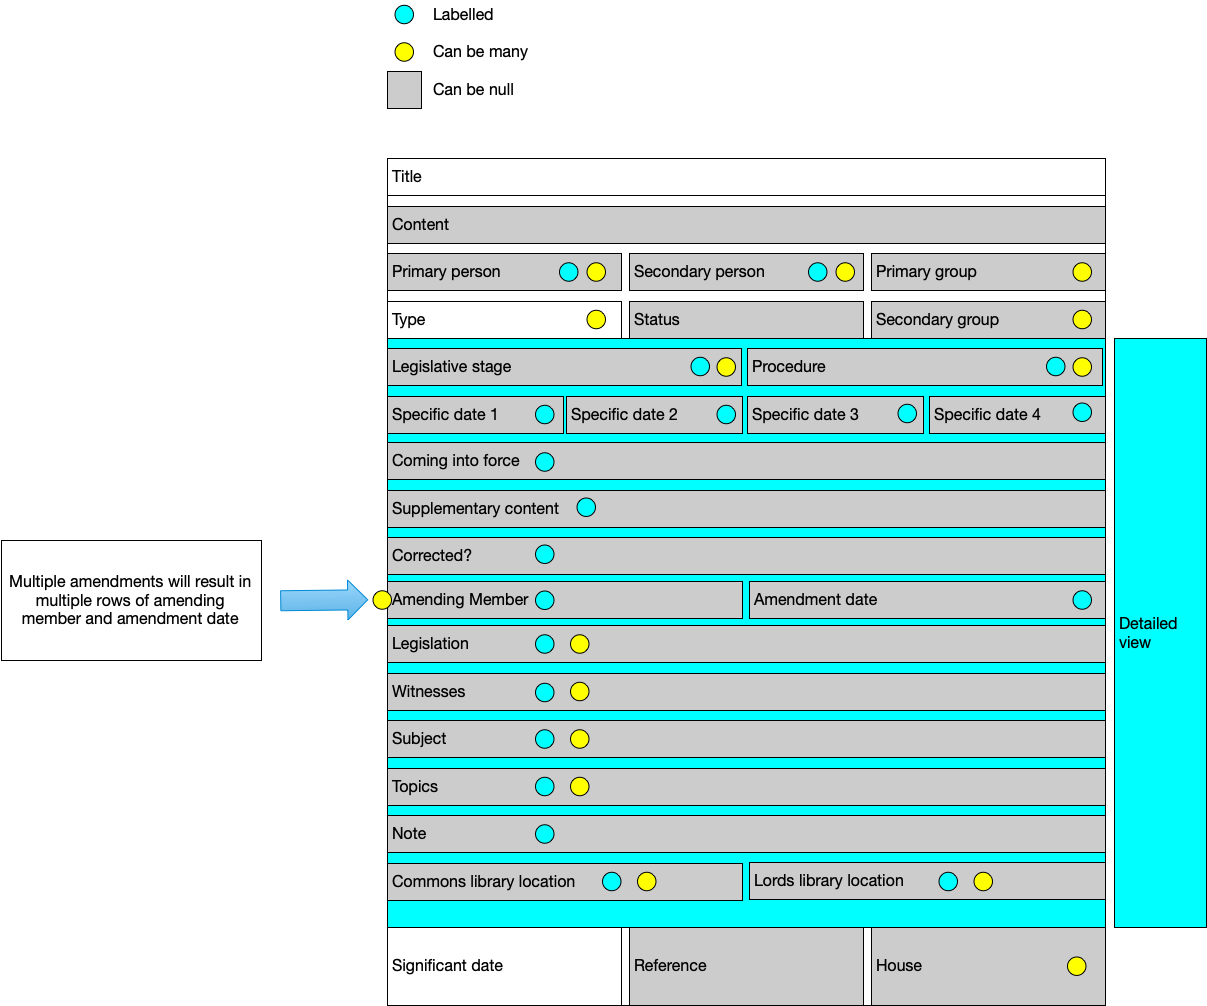 Labelled
Can be many
Can be null
Title
Content
Primary person
Secondary person
Primary group
Type
Status
Secondary group
Legislative stage
Procedure
Specific date 1
Specific date 2
Specific date 3
Specific date 4
Coming into force
Supplementary content
Corrected?
Multiple amendments will result in
multiple rows of amending
member and amendment date
Amending Member
Amendment date
Detailed
view
Legislation
Witnesses
Subject
Topics
Note
Commons library location
Lords library location
Significant date
Reference
House